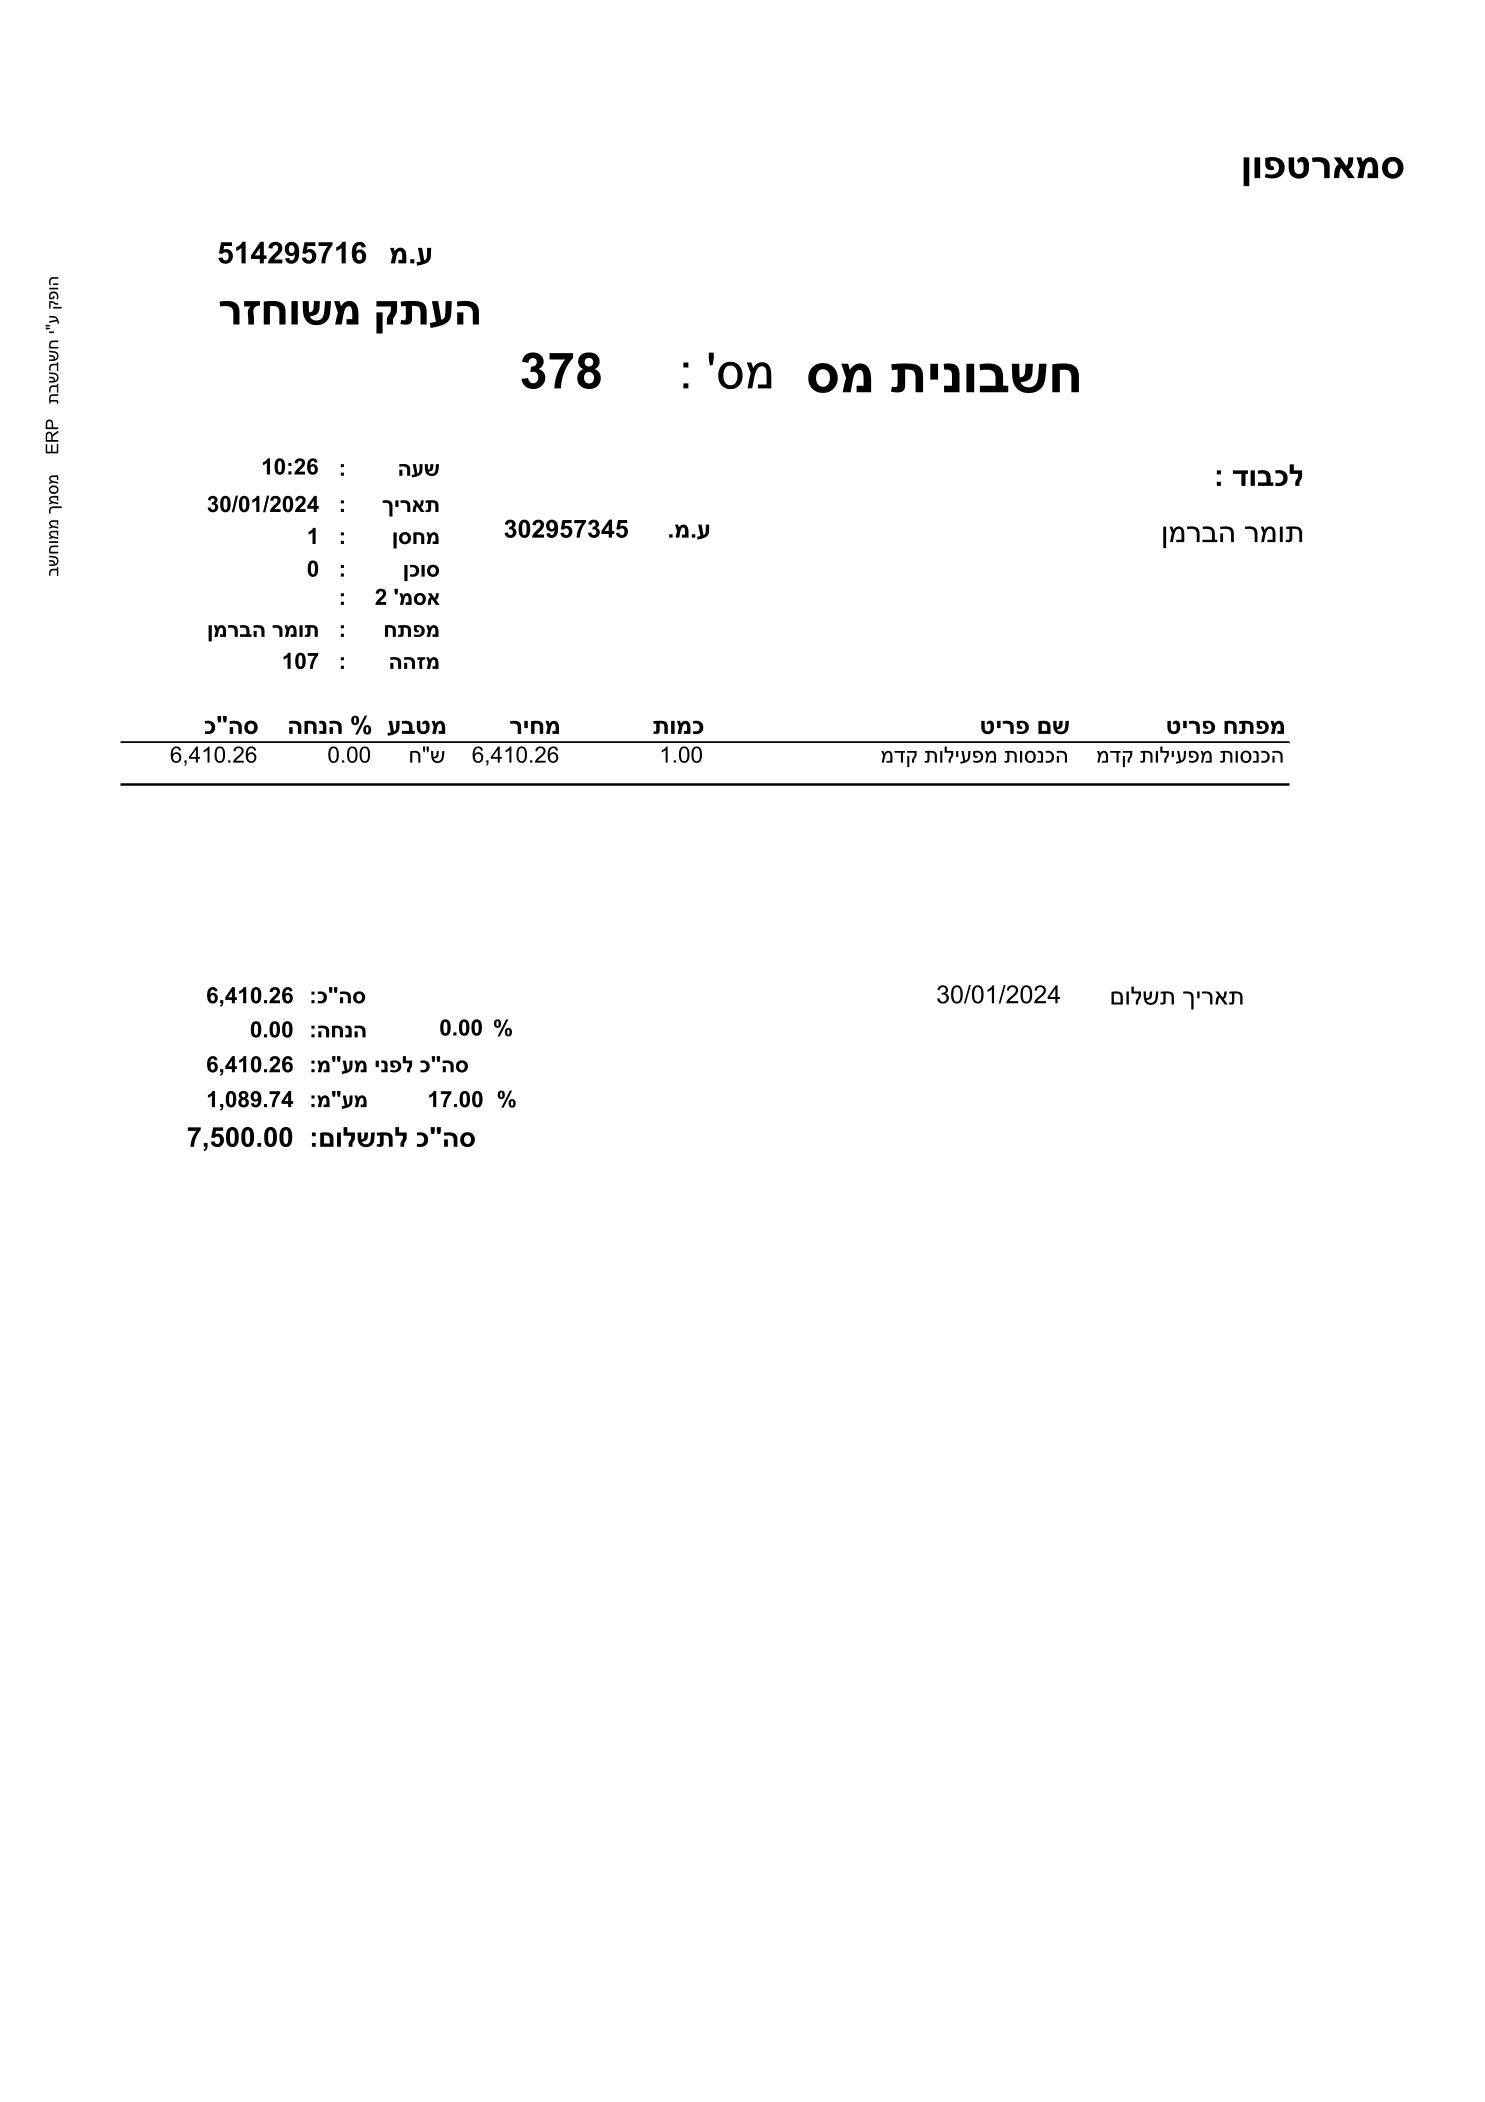 סמארטפון
ע.מ 514295716
העתק משוחזר
חשבונית מס מס' : 378
לכבוד :
תומר הברמן
ע.מ. 302957345
שעה : 10:26
תאריך : 30/01/2024
מחסן : 1
סוכן : 0
אסמ' 2 :
מפתח : תומר הברמן
מזהה : 107
מפתח פריט שם פריט כמות מחיר מטבע % הנחה סה"כ
הכנסות מפעילות קדמ הכנסות מפעילות קדמ 1.00 6,410.26 ש"ח 0.00 6,410.26
תאריך תשלום 30/01/2024
סה"כ: 6,410.26
% 0.00 הנחה: 0.00
סה"כ לפני מע"מ: 6,410.26
% 17.00 מע"מ: 1,089.74
סה"כ לתשלום: 7,500.00
הופק ע"י חשבשבת ERP מסמך ממוחשב